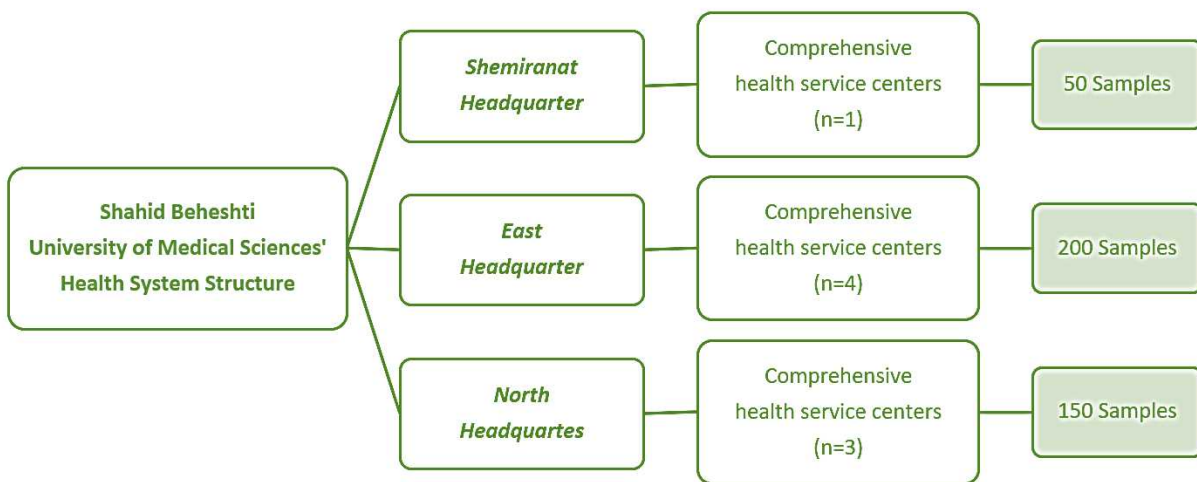 Shahid Beheshti
University of Medical Sciences'
Health System Structure
Shemiranat
Headquarter
Comprehensive
health service centers
(n=1)
50 Samples
East
Headquarter
Comprehensive
health service centers
(n=4)
200 Samples
North
Headquartes
Comprehensive
health service centers
(n=3)
150 Samples